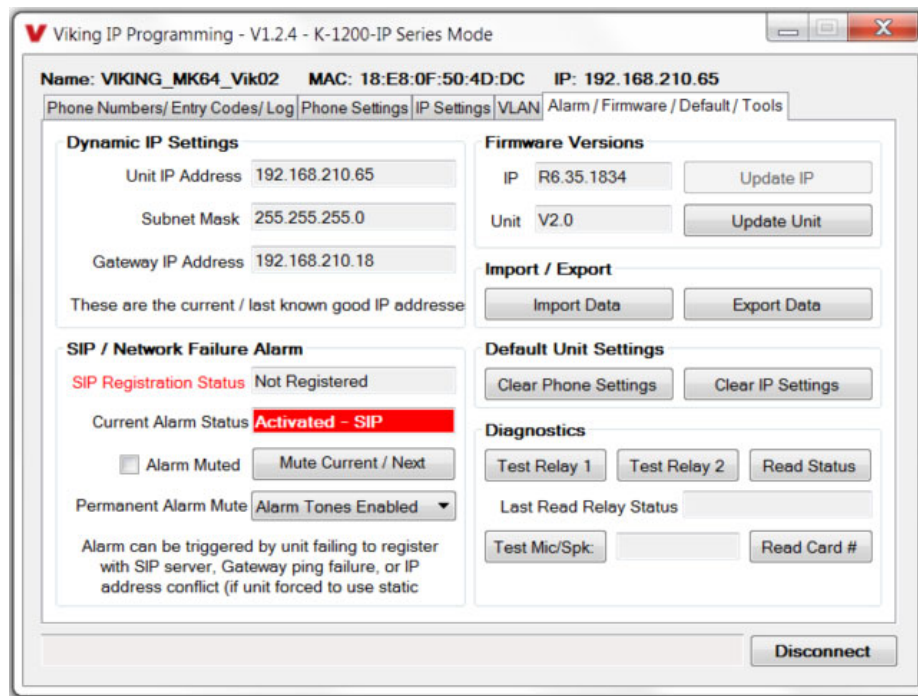 Viking IP Programming - V1.2.4 - K-1200-IP Series Mode
Name: VIKING_MK64_Vik02 MAC: 18:E8:0F:50:4D:DC IP: 192.168.210.65
Phone Numbers/ Entry Codes/ Log Phone Settings IP Settings VLAN Alarm / Firmware / Default / Tools
Dynamic IP Settings
Unit IP Address 192.168.210.65
Subnet Mask 255.255.255.0
Gateway IP Address 192.168.210.18
These are the current / last known good IP addresse
SIP / Network Failure Alarm
SIP Registration Status Not Registered
Current Alarm Status Activated - SIP
Alarm Muted Mute Current / Next
Permanent Alarm Mute Alarm Tones Enabled
Alarm can be triggered by unit failing to register
with SIP server, Gateway ping failure, or IP
address conflict (if unit forced to use static
Firmware Versions
IP R6.35.1834 Update IP
Unit V2.0 Update Unit
Import / Export
Import Data Export Data
Default Unit Settings
Clear Phone Settings Clear IP Settings
Diagnostics
Test Relay 1 Test Relay 2 Read Status
Last Read Relay Status
Test Mic/Spk: Read Card #
Disconnect